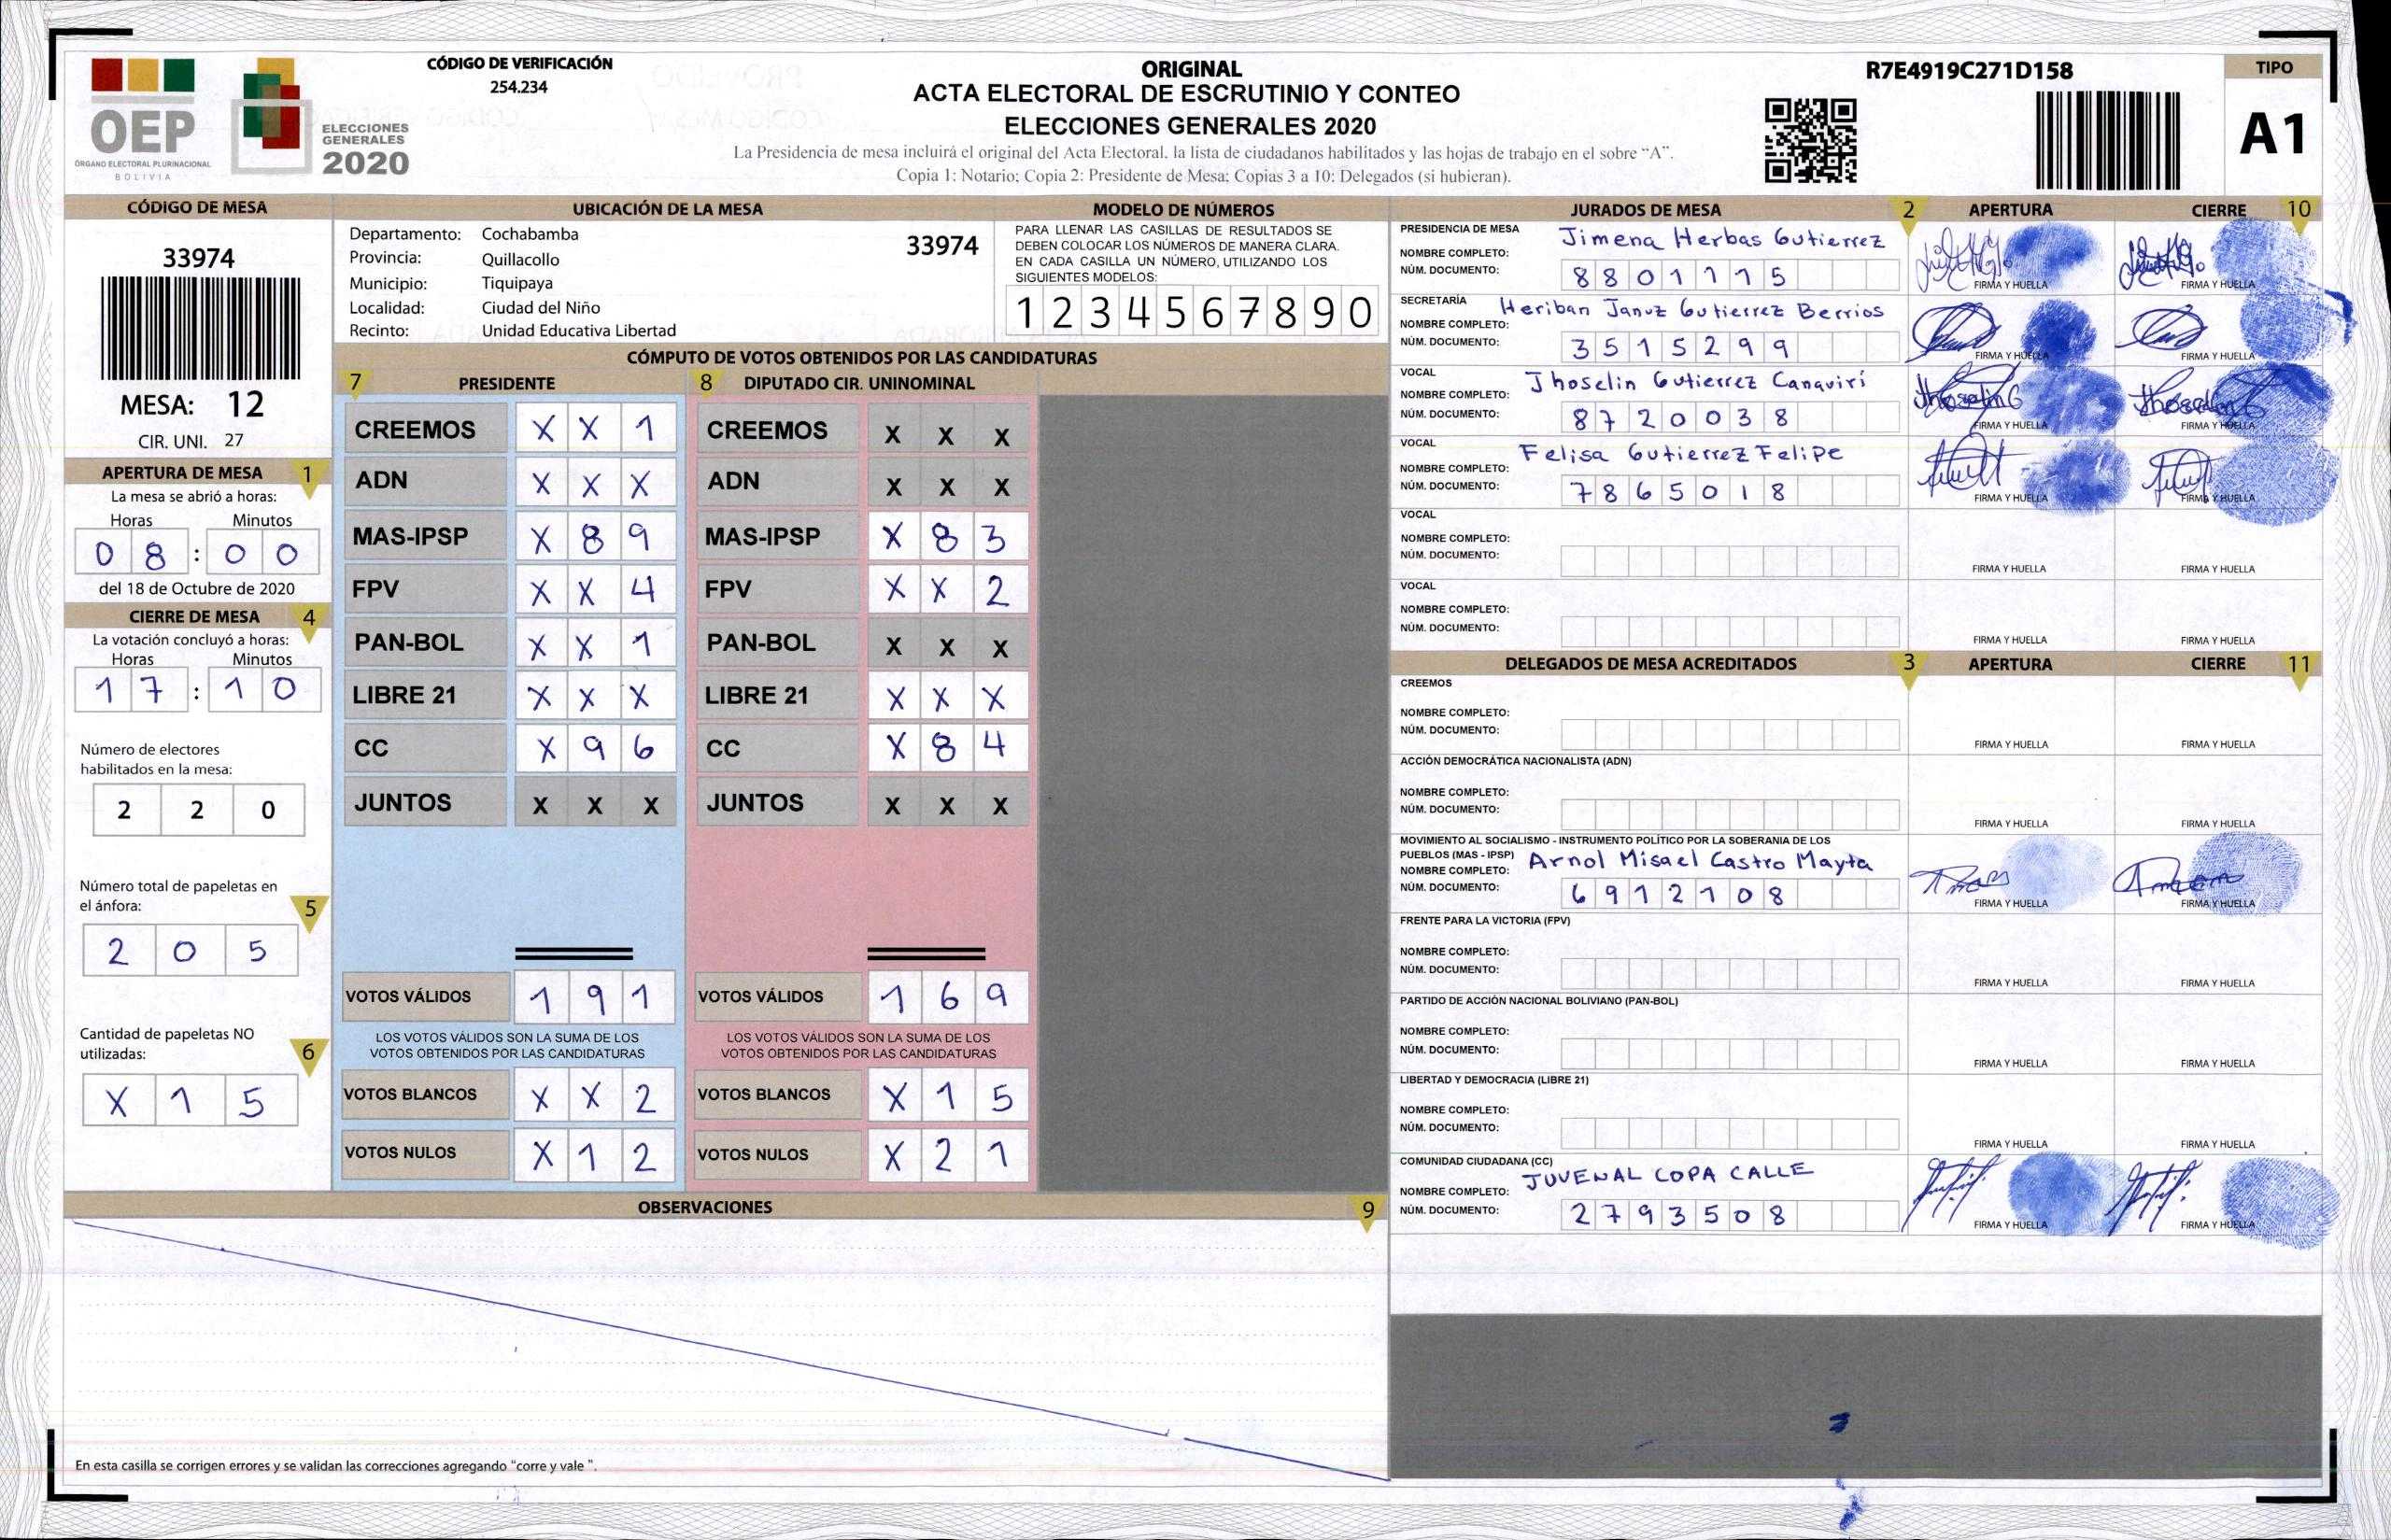 CÓDIGO DE VERIFICACIÓN
254.234
OEP
ÓRGANO ELECTORAL PLURINACIONAL
BOLIVIA
ELECCIONES
GENERALES
2020
ORIGINAL
ACTA ELECTORAL DE ESCRUTINIO Y CONTEO
ELECCIONES GENERALES 2020
La Presidencia de mesa incluirá el original del Acta Electoral, la lista de ciudadanos habilitados y las hojas de trabajo en el sobre “A”.
Copia 1: Notario; Copia 2: Presidente de Mesa; Copias 3 a 10: Delegados (si hubieran).
R7E4919C271D158
TIPO
A1
CÓDIGO DE MESA
33974
MESA: 12
CIR. UNI. 27
APERTURA DE MESA 1
La mesa se abrió a horas:
Horas Minutos
0 8 : 0 0
del 18 de Octubre de 2020
CIERRE DE MESA 4
La votación concluyó a horas:
Horas Minutos
1 7 : 1 0
Número de electores
habilitados en la mesa:
2 2 0
Número total de papeletas en
el ánfora: 5
2 0 5
Cantidad de papeletas NO
utilizadas: 6
X 1 5
UBICACIÓN DE LA MESA
Departamento: Cochabamba
33974
Provincia: Quillacollo
Municipio: Tiquipaya
Localidad: Ciudad del Niño
Recinto: Unidad Educativa Libertad
MODELO DE NÚMEROS
PARA LLENAR LAS CASILLAS DE RESULTADOS SE
DEBEN COLOCAR LOS NÚMEROS DE MANERA CLARA.
EN CADA CASILLA UN NÚMERO, UTILIZANDO LOS
SIGUIENTES MODELOS:
1 2 3 4 5 6 7 8 9 0
CÓMPUTO DE VOTOS OBTENIDOS POR LAS CANDIDATURAS
7 PRESIDENTE 8 DIPUTADO CIR. UNINOMINAL
CREEMOS X X 1 CREEMOS X X X
ADN X X X ADN X X X
MAS-IPSP X 8 9 MAS-IPSP X 8 3
FPV X X 4 FPV X X 2
PAN-BOL X X 1 PAN-BOL X X X
LIBRE 21 X X X LIBRE 21 X X X
CC X 9 6 CC X 8 4
JUNTOS X X X JUNTOS X X X
VOTOS VÁLIDOS 1 9 1 VOTOS VÁLIDOS 1 6 9
LOS VOTOS VÁLIDOS SON LA SUMA DE LOS LOS VOTOS VÁLIDOS SON LA SUMA DE LOS
VOTOS OBTENIDOS POR LAS CANDIDATURAS VOTOS OBTENIDOS POR LAS CANDIDATURAS
VOTOS BLANCOS X X 2 VOTOS BLANCOS X 1 5
VOTOS NULOS X 1 2 VOTOS NULOS X 2 1
OBSERVACIONES 9
En esta casilla se corrigen errores y se validan las correcciones agregando “corre y vale ”.
JURADOS DE MESA 2 APERTURA CIERRE 10
PRESIDENCIA DE MESA
NOMBRE COMPLETO: Jimena Herbas Gutierrez
NÚM. DOCUMENTO: 8 8 0 1 1 1 5
FIRMA Y HUELLA FIRMA Y HUELLA
SECRETARÍA
NOMBRE COMPLETO: Heriban Januz Gutierrez Berrios
NÚM. DOCUMENTO: 3 5 1 5 2 9 9
FIRMA Y HUELLA FIRMA Y HUELLA
VOCAL
NOMBRE COMPLETO: Jhoselin Gutierrez Canaviri
NÚM. DOCUMENTO: 8 7 2 0 0 3 8
FIRMA Y HUELLA FIRMA Y HUELLA
VOCAL
NOMBRE COMPLETO: Felisa Gutierrez Felipe
NÚM. DOCUMENTO: 7 8 6 5 0 1 8
FIRMA Y HUELLA FIRMA Y HUELLA
VOCAL
NOMBRE COMPLETO:
NÚM. DOCUMENTO:
FIRMA Y HUELLA FIRMA Y HUELLA
VOCAL
NOMBRE COMPLETO:
NÚM. DOCUMENTO:
FIRMA Y HUELLA FIRMA Y HUELLA
DELEGADOS DE MESA ACREDITADOS 3 APERTURA CIERRE 11
CREEMOS
NOMBRE COMPLETO:
NÚM. DOCUMENTO:
FIRMA Y HUELLA FIRMA Y HUELLA
ACCIÓN DEMOCRÁTICA NACIONALISTA (ADN)
NOMBRE COMPLETO:
NÚM. DOCUMENTO:
FIRMA Y HUELLA FIRMA Y HUELLA
MOVIMIENTO AL SOCIALISMO - INSTRUMENTO POLÍTICO POR LA SOBERANIA DE LOS
PUEBLOS (MAS - IPSP)
NOMBRE COMPLETO: Arnol Misael Castro Mayta
NÚM. DOCUMENTO: 6 9 1 2 1 0 8
FIRMA Y HUELLA FIRMA Y HUELLA
FRENTE PARA LA VICTORIA (FPV)
NOMBRE COMPLETO:
NÚM. DOCUMENTO:
FIRMA Y HUELLA FIRMA Y HUELLA
PARTIDO DE ACCIÓN NACIONAL BOLIVIANO (PAN-BOL)
NOMBRE COMPLETO:
NÚM. DOCUMENTO:
FIRMA Y HUELLA FIRMA Y HUELLA
LIBERTAD Y DEMOCRACIA (LIBRE 21)
NOMBRE COMPLETO:
NÚM. DOCUMENTO:
FIRMA Y HUELLA FIRMA Y HUELLA
COMUNIDAD CIUDADANA (CC)
NOMBRE COMPLETO: JUVENAL COPA CALLE
NÚM. DOCUMENTO: 2 7 9 3 5 0 8
FIRMA Y HUELLA FIRMA Y HUELLA